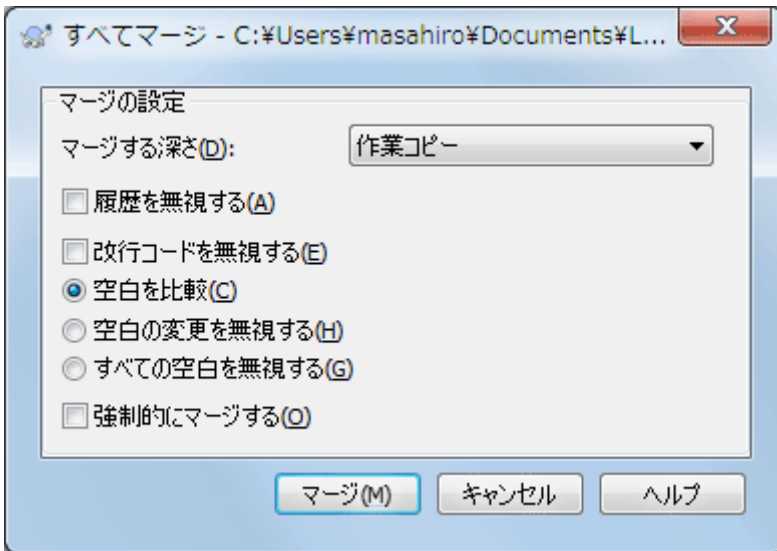 すべてマージ - C:¥Users¥masahiro¥Documents¥L...
マージの設定
マージする深さ(D): 作業コピー
履歴を無視する(A)
改行コードを無視する(E)
空白を比較(C)
空白の変更を無視する(H)
すべての空白を無視する(G)
強制的にマージする(O)
マージ(M) キャンセル ヘルプ